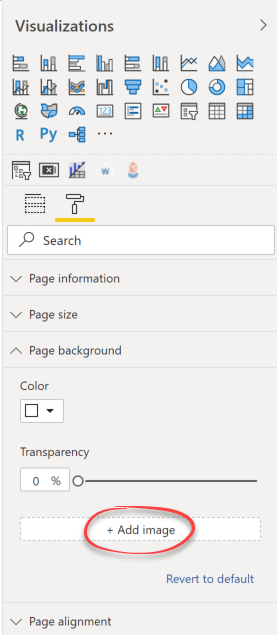 Visualizations
123
R Py ...
w
Search
Page information
Page size
Page background
Color
Transparency
0 %
+ Add image
Revert to default
Page alignment